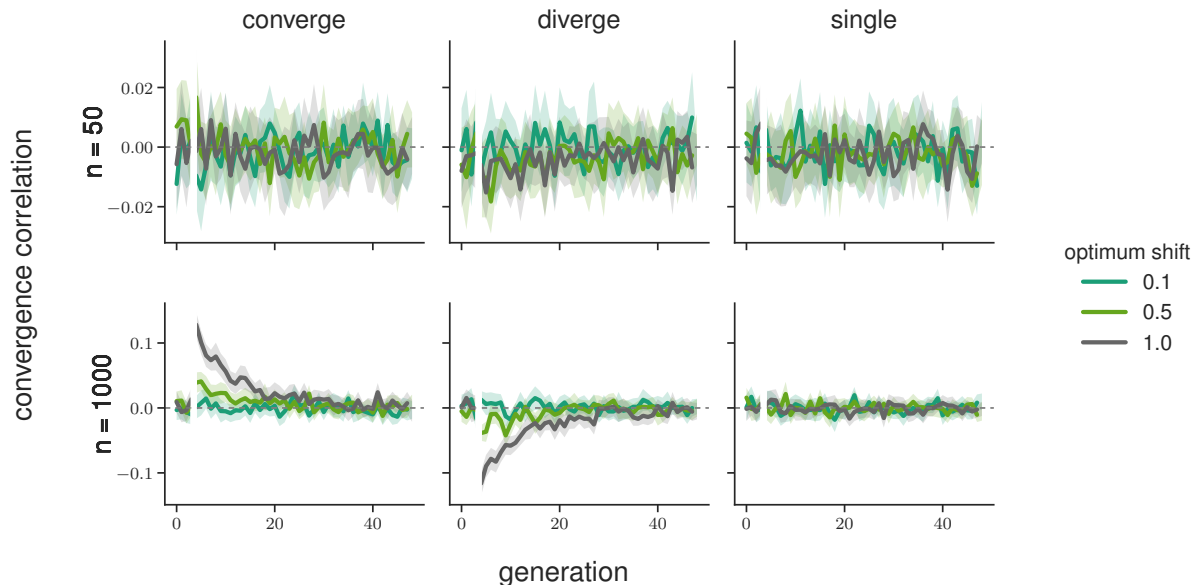 converge diverge single
convergence correlation
n = 50
0.02
0.00
−0.02
optimum shift
0.1
0.5
1.0
n = 1000
0.1
0.0
−0.1
0 20 40 0 20 40 0 20 40
generation